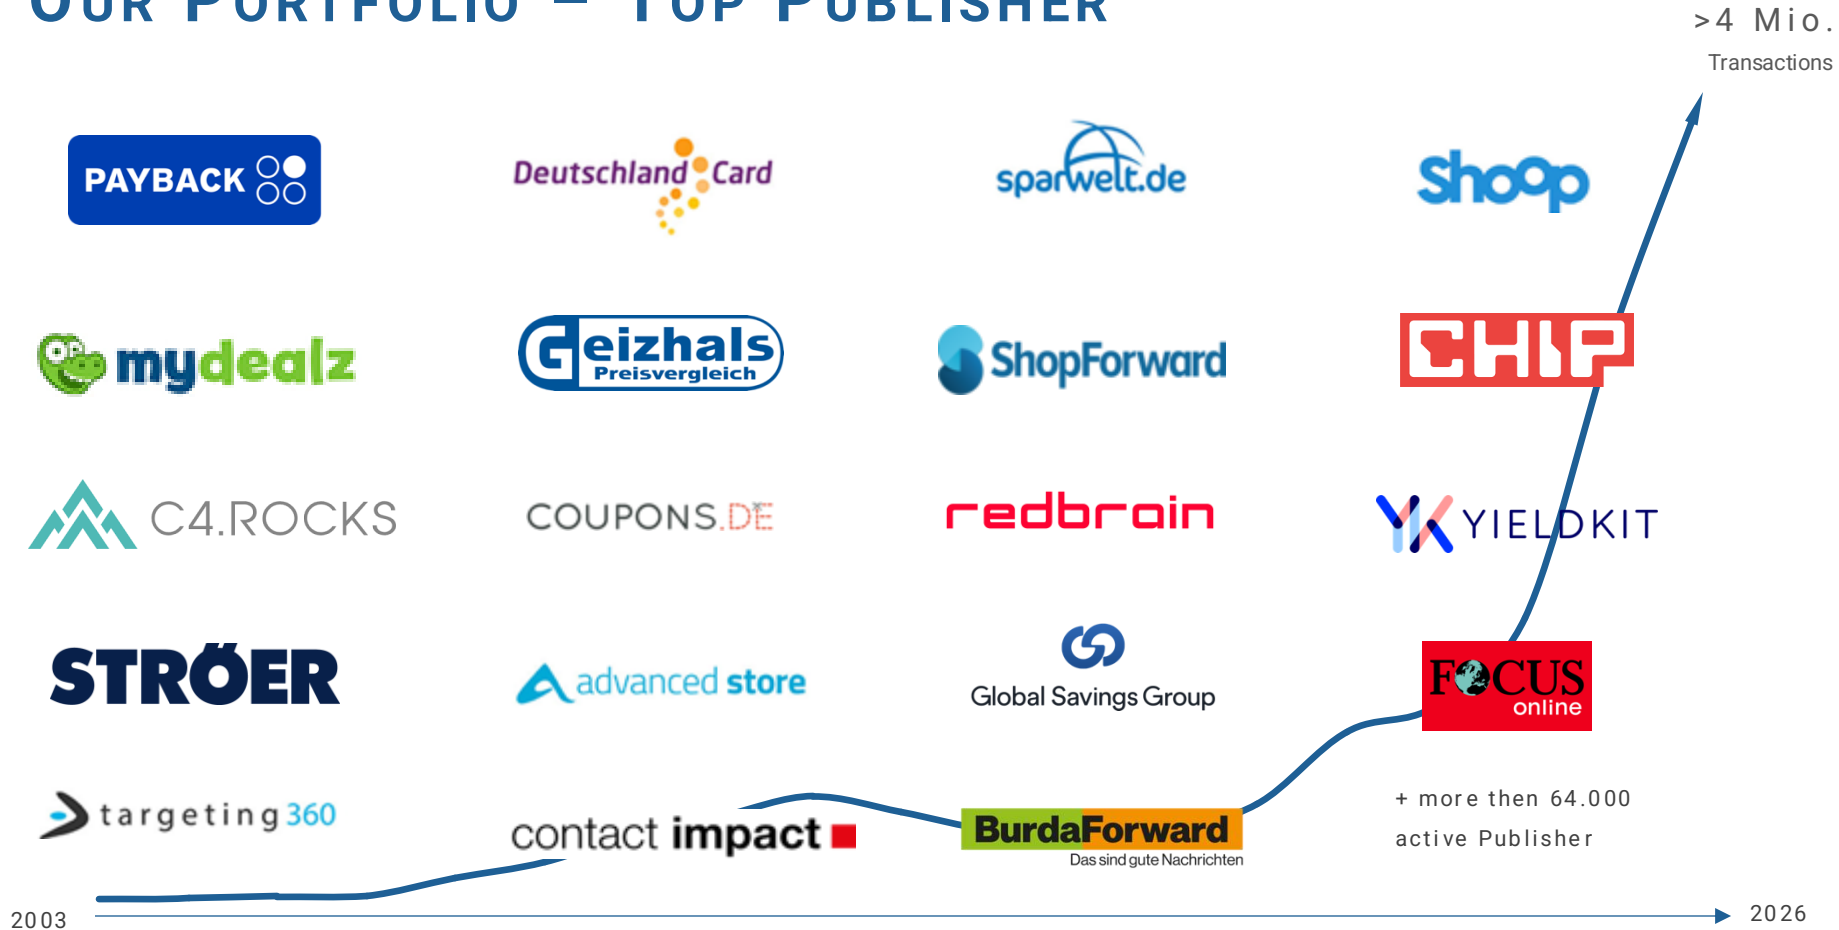 OUR PORTFOLIO – TOP PUBLISHER
>4 Mio.
Transactions
PAYBACK
Deutschland Card
sparwelt.de
shoop
mydealz
Geizhals
Preisvergleich
ShopForward
CHIP
C4.ROCKS
COUPONS.DE
redbrain
YK YIELDKIT
STRÖER
advanced store
Global Savings Group
FOCUS
online
targeting360
contact impact
BurdaForward
Das sind gute Nachrichten
+ more then 64.000
active Publisher
2003
2026